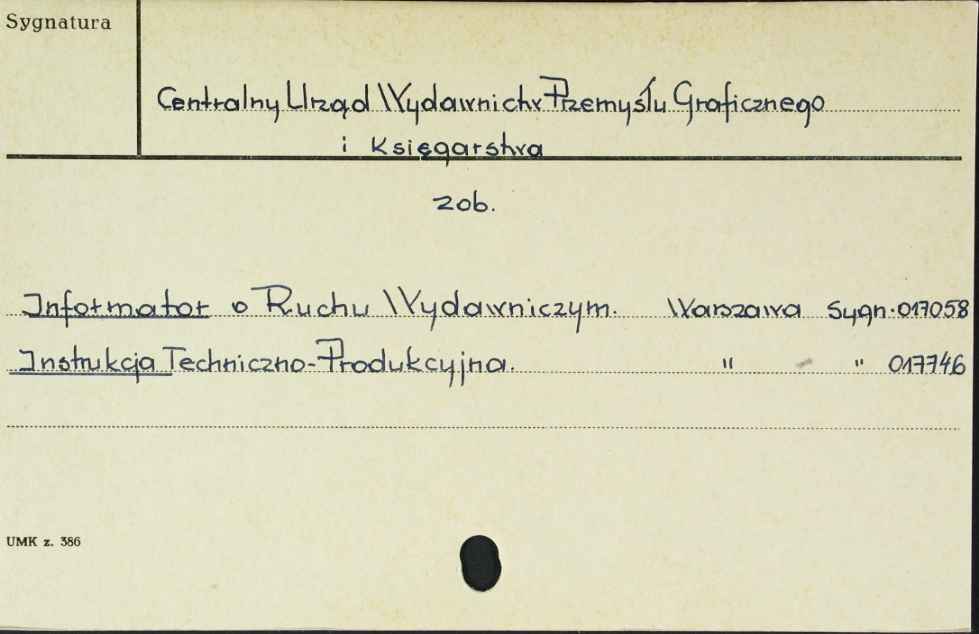 Sygnatura
Centralny Urząd Wydawnictw Przemysłu Graficznego
i Księgarstwa
zob.
Informator o Ruchu Wydawniczym. Warszawa Sygn. 017058
Instrukcja Techniczno-Produkcyjna. " " 017746
UMK z. 386